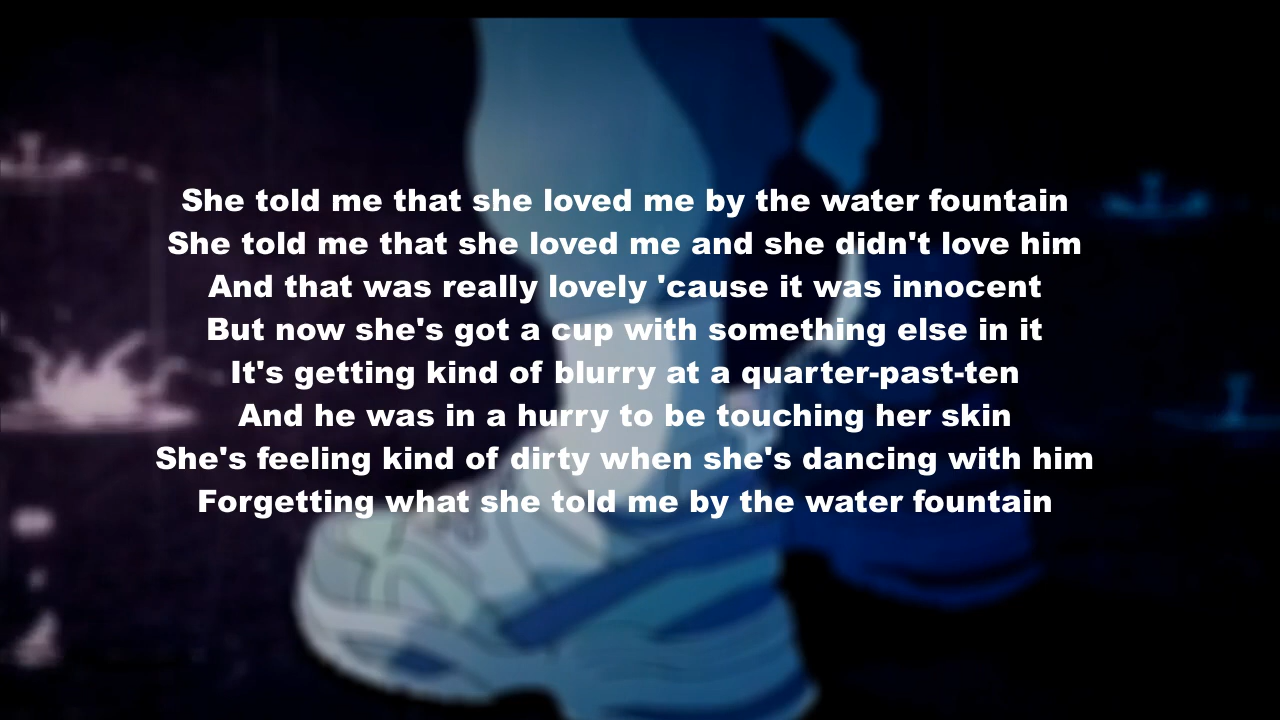 She told me that she loved me by the water fountain
She told me that she loved me and she didn't love him
And that was really lovely 'cause it was innocent
But now she's got a cup with something else in it
It's getting kind of blurry at a quarter-past-ten
And he was in a hurry to be touching her skin
She's feeling kind of dirty when she's dancing with him
Forgetting what she told me by the water fountain